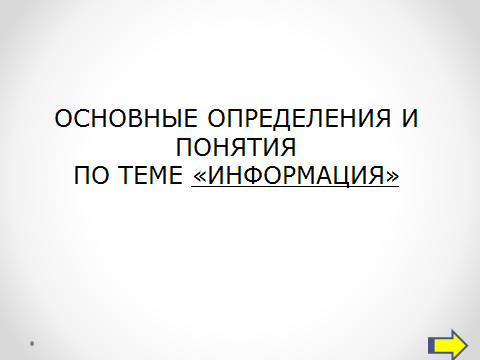 ОСНОВНЫЕ ОПРЕДЕЛЕНИЯ И
ПОНЯТИЯ
ПО ТЕМЕ «ИНФОРМАЦИЯ»